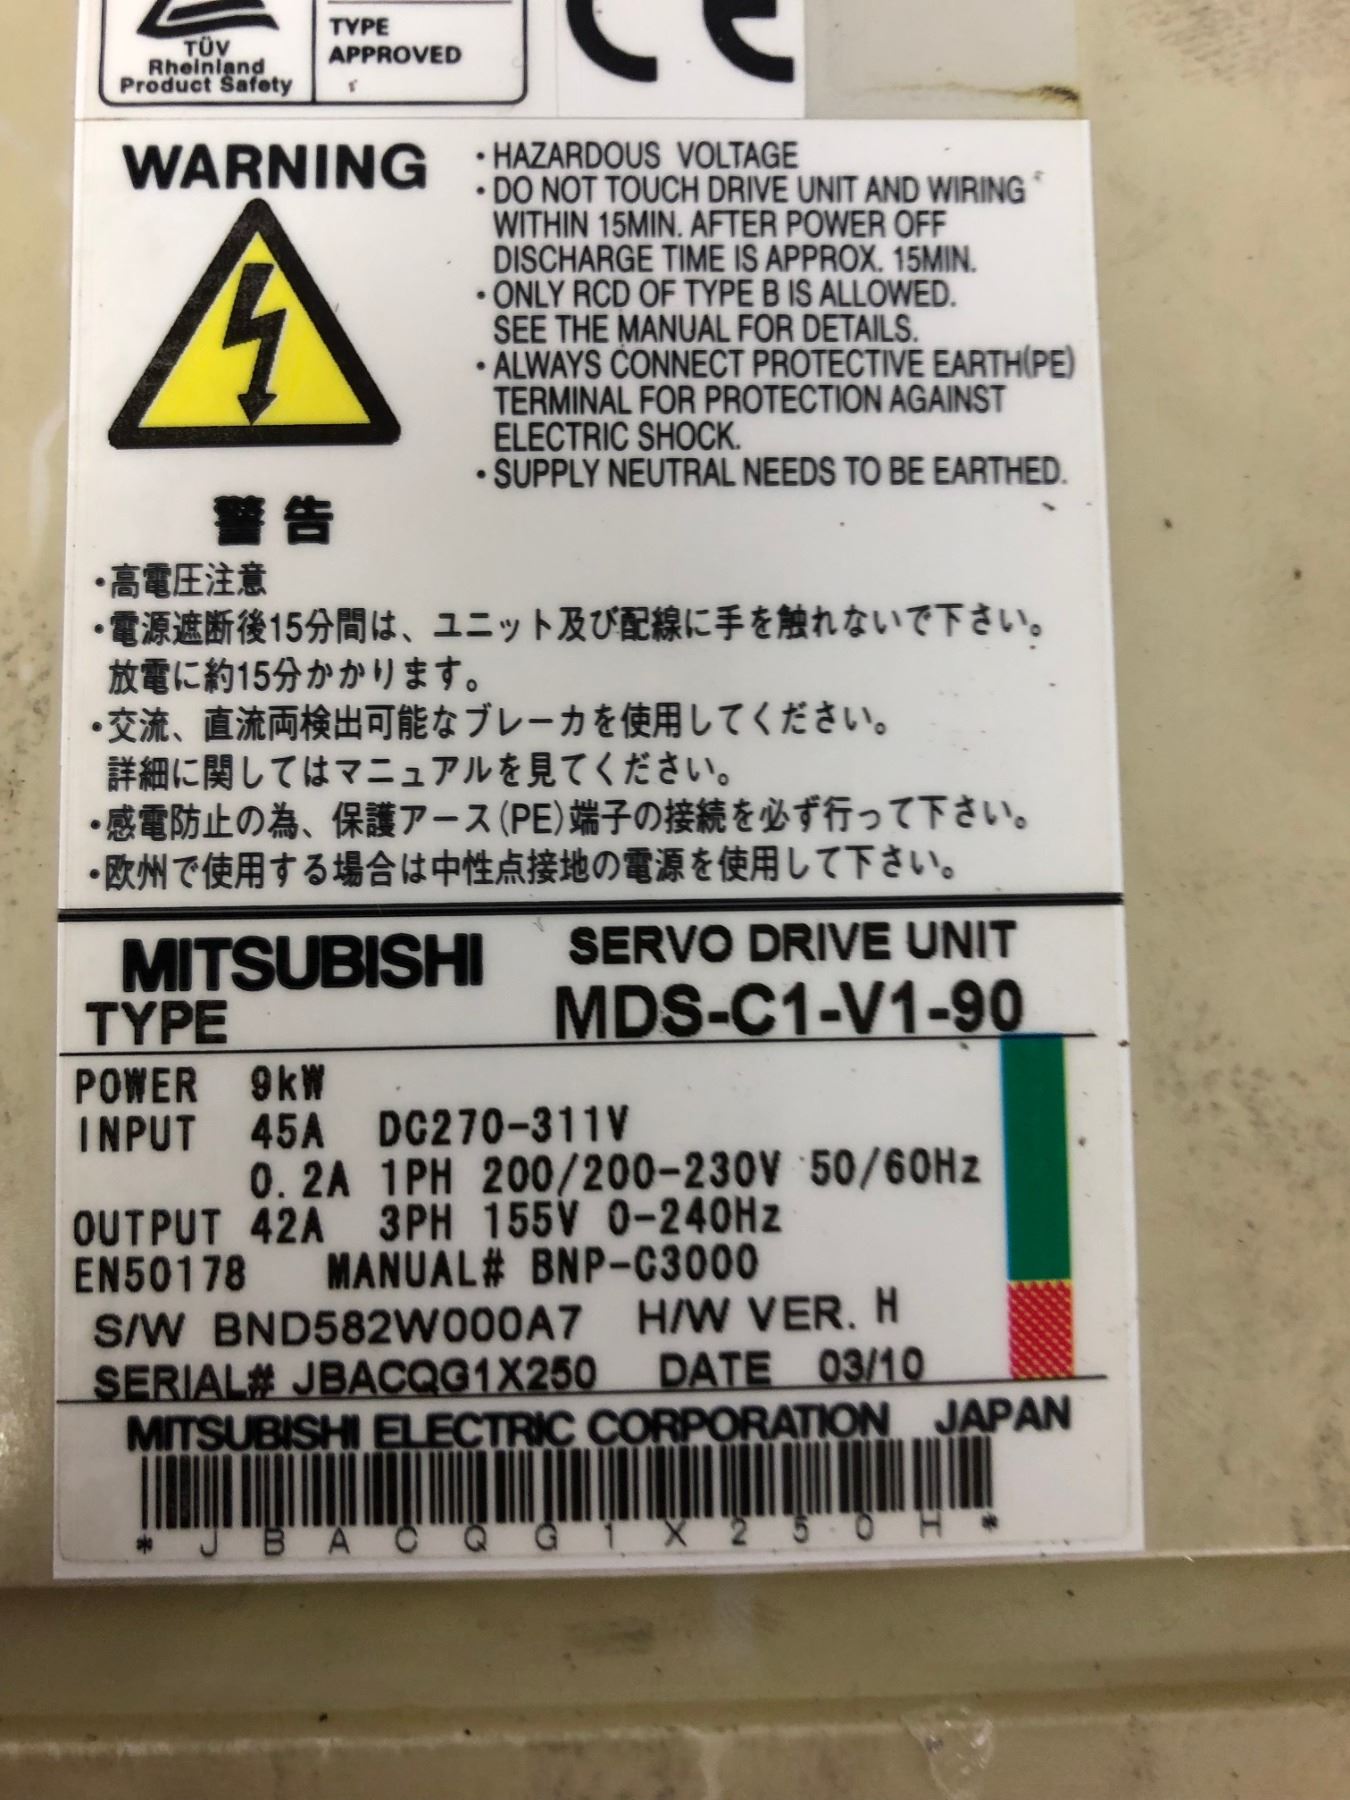 TÜV
Rheinland
Product Safety
TYPE
APPROVED
CE
WARNING
・HAZARDOUS VOLTAGE
・DO NOT TOUCH DRIVE UNIT AND WIRING
WITHIN 15MIN. AFTER POWER OFF
DISCHARGE TIME IS APPROX. 15MIN.
・ONLY RCD OF TYPE B IS ALLOWED.
SEE THE MANUAL FOR DETAILS.
・ALWAYS CONNECT PROTECTIVE EARTH(PE)
TERMINAL FOR PROTECTION AGAINST
ELECTRIC SHOCK.
・SUPPLY NEUTRAL NEEDS TO BE EARTHED.
警告
・高電圧注意
・電源遮断後15分間は、ユニット及び配線に手を触れないで下さい。
放電に約15分かかります。
・交流、直流両検出可能なブレーカを使用してください。
詳細に関してはマニュアルを見てください。
・感電防止の為、保護アース(PE)端子の接続を必ず行って下さい。
・欧州で使用する場合は中性点接地の電源を使用して下さい。
MITSUBISHI SERVO DRIVE UNIT
TYPE MDS-C1-V1-90
POWER 9kW
INPUT 45A DC270-311V
0.2A 1PH 200/200-230V 50/60Hz
OUTPUT 42A 3PH 155V 0-240Hz
EN50178 MANUAL# BNP-C3000
S/W BND582W000A7 H/W VER. H
SERIAL# JBACQG1X250 DATE 03/10
MITSUBISHI ELECTRIC CORPORATION JAPAN
*JBACQG1X250H*